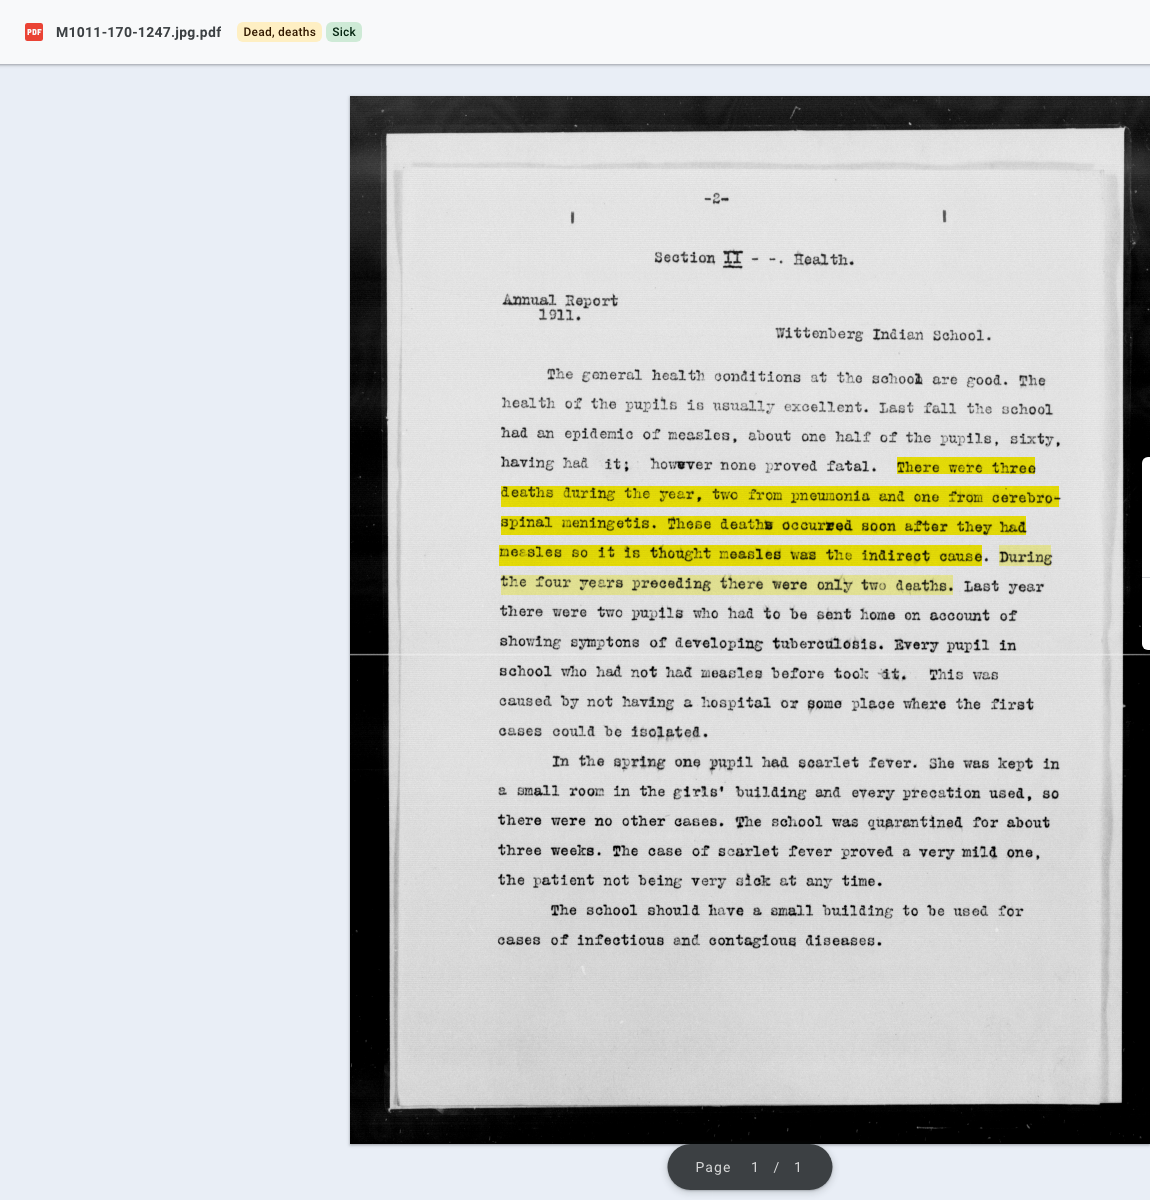 PDF M1011-170-1247.jpg.pdf Dead, deaths Sick
-2-
Section II - -. Health.
Annual Report
1911.
Wittenberg Indian School.
The general health conditions at the school are good. The
health of the pupils is usually excellent. Last fall the school
had an epidemic of measles, about one half of the pupils, sixty,
having had it; however none proved fatal. There were three
deaths during the year, two from pneumonia and one from cerebro-
spinal meningetis. These deaths occurred soon after they had
measles so it is thought measles was the indirect cause. During
the four years preceding there were only two deaths. Last year
there were two pupils who had to be sent home on account of
showing symptons of developing tuberculosis. Every pupil in
school who had not had measles before took it. This was
caused by not having a hospital or some place where the first
cases could be isolated.
In the spring one pupil had scarlet fever. She was kept in
a small room in the girls' building and every precation used, so
there were no other cases. The school was quarantined for about
three weeks. The case of scarlet fever proved a very mild one,
the patient not being very sick at any time.
The school should have a small building to be used for
cases of infectious and contagious diseases.
Page 1 / 1